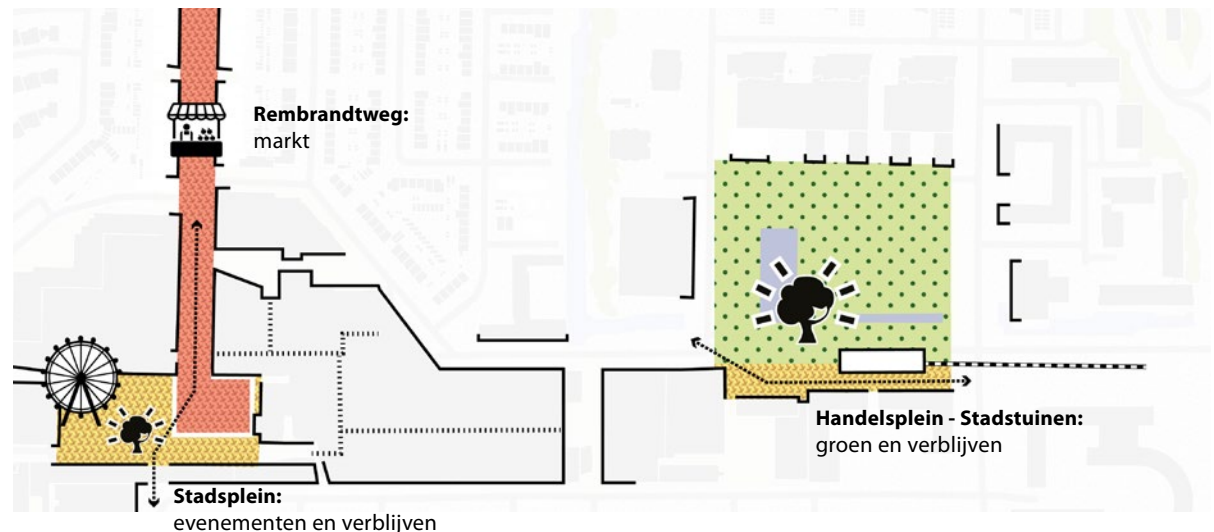 Rembrandtweg:
markt
Handelsplein - Stadstuinen:
groen en verblijven
Stadsplein:
evenementen en verblijven